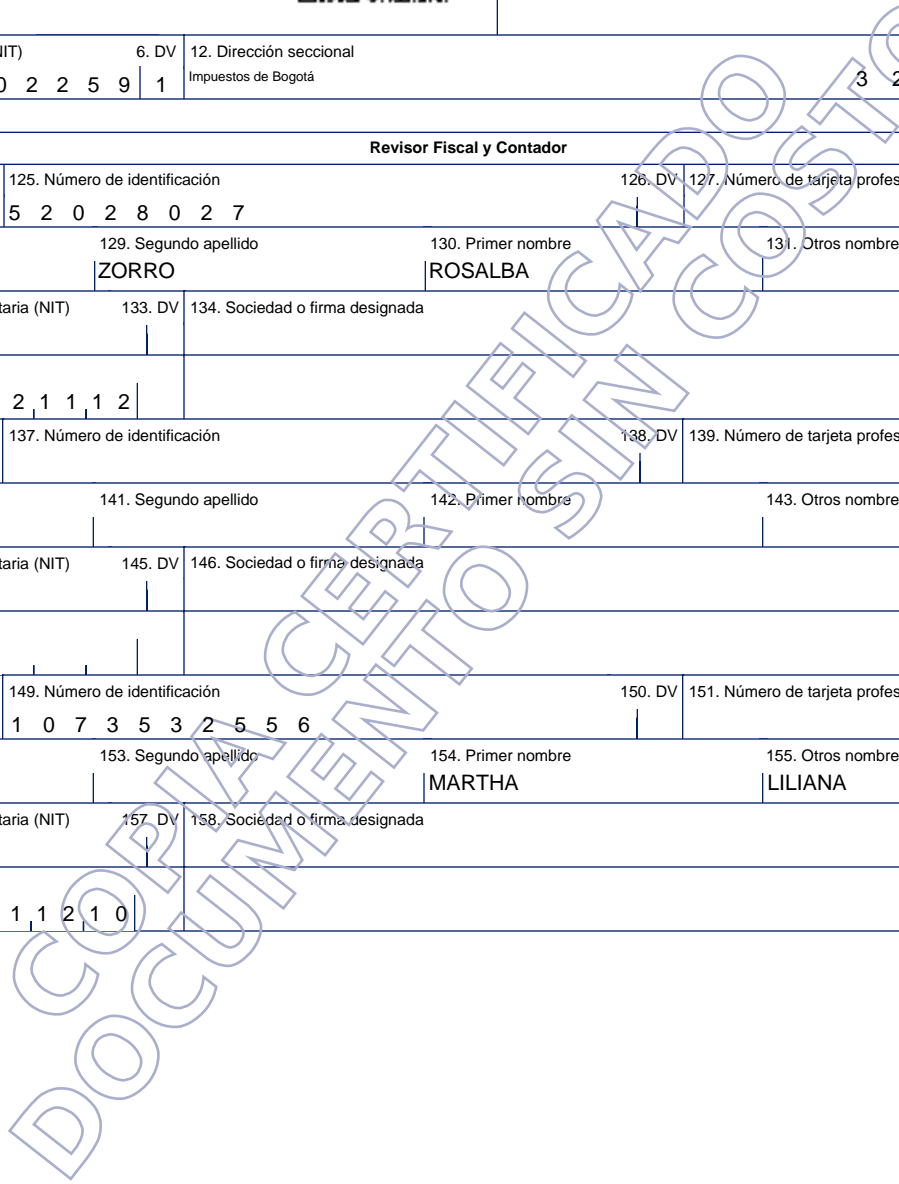 NIT) 6. DV 12. Dirección seccional
0 2 2 5 9 1 Impuestos de Bogotá 3 2
Revisor Fiscal y Contador
125. Número de identificación 126. DV 127. Número de tarjeta profes
5 2 0 2 8 0 2 7
129. Segundo apellido 130. Primer nombre 131. Otros nombre
ZORRO ROSALBA
taria (NIT) 133. DV 134. Sociedad o firma designada
2 1 1 1 2
137. Número de identificación 138. DV 139. Número de tarjeta profes
141. Segundo apellido 142. Primer nombre 143. Otros nombre
taria (NIT) 145. DV 146. Sociedad o firma designada
149. Número de identificación 150. DV 151. Número de tarjeta profes
1 0 7 3 5 3 2 5 5 6
153. Segundo apellido 154. Primer nombre 155. Otros nombre
MARTHA LILIANA
taria (NIT) 157. DV 158. Sociedad o firma designada
1 1 2 1 0
COPIA CERTIFICADO
DOCUMENTO SIN COSTO